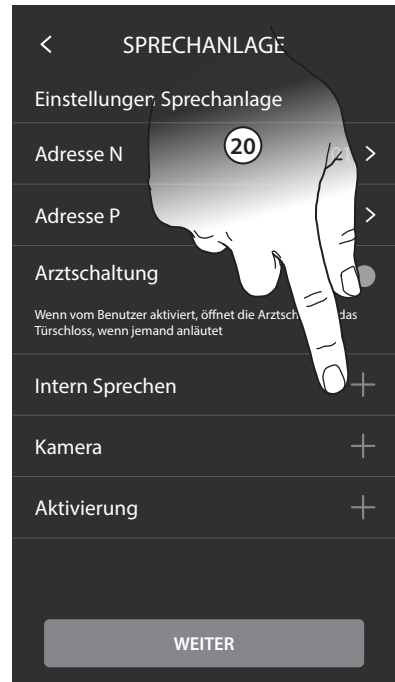 SPRECHANLAGE
Einstellungen Sprechanlage
Adresse N
20
Adresse P
Arztschaltung
Wenn vom Benutzer aktiviert, öffnet die das
Türschloss, wenn jemand anläutet
Intern Sprechen
Kamera
Aktivierung
WEITER